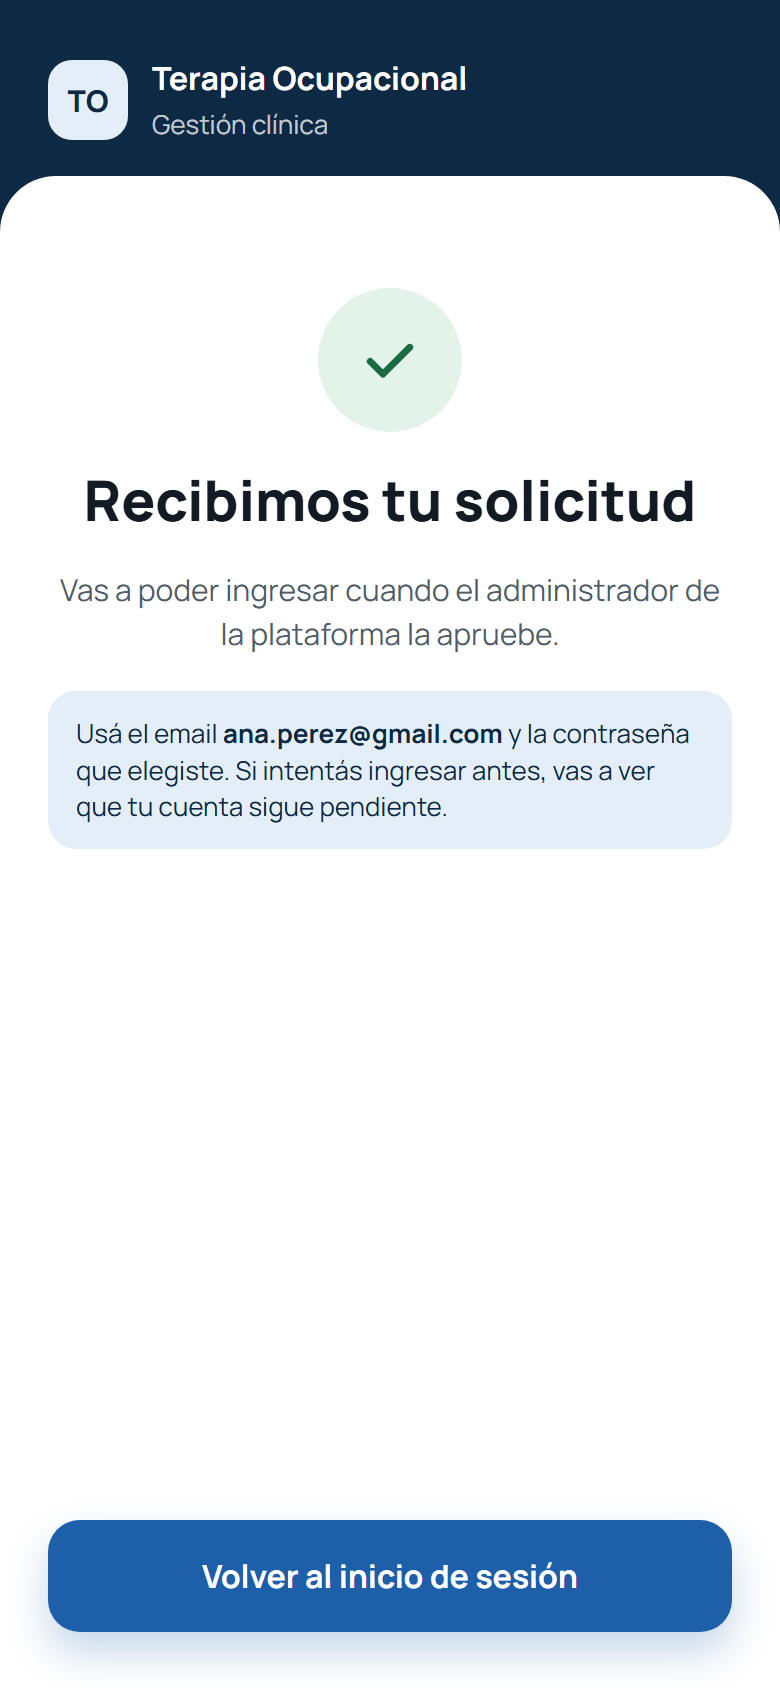 TO
Terapia Ocupacional
Gestión clínica
Recibimos tu solicitud
Vas a poder ingresar cuando el administrador de
la plataforma la apruebe.
Usá el email ana.perez@gmail.com y la contraseña
que elegiste. Si intentás ingresar antes, vas a ver
que tu cuenta sigue pendiente.
Volver al inicio de sesión